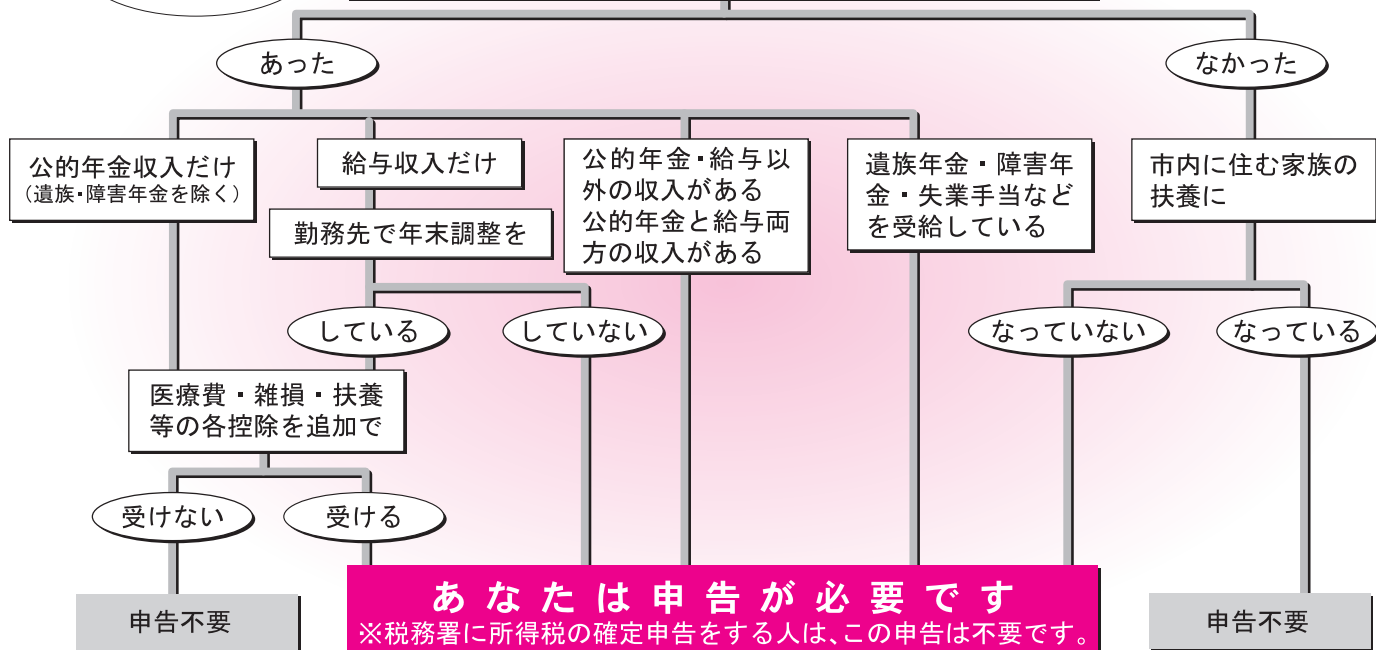 あった
なかった
公的年金収入だけ
（遺族・障害年金を除く）
給与収入だけ
公的年金・給与以
外の収入がある
公的年金と給与両
方の収入がある
遺族年金・障害年
金・失業手当など
を受給している
市内に住む家族の
扶養に
勤務先で年末調整を
している
していない
なっていない
なっている
医療費・雑損・扶養
等の各控除を追加で
受けない
受ける
申告不要
あなたは申告が必要です
※税務署に所得税の確定申告をする人は、この申告は不要です。
申告不要